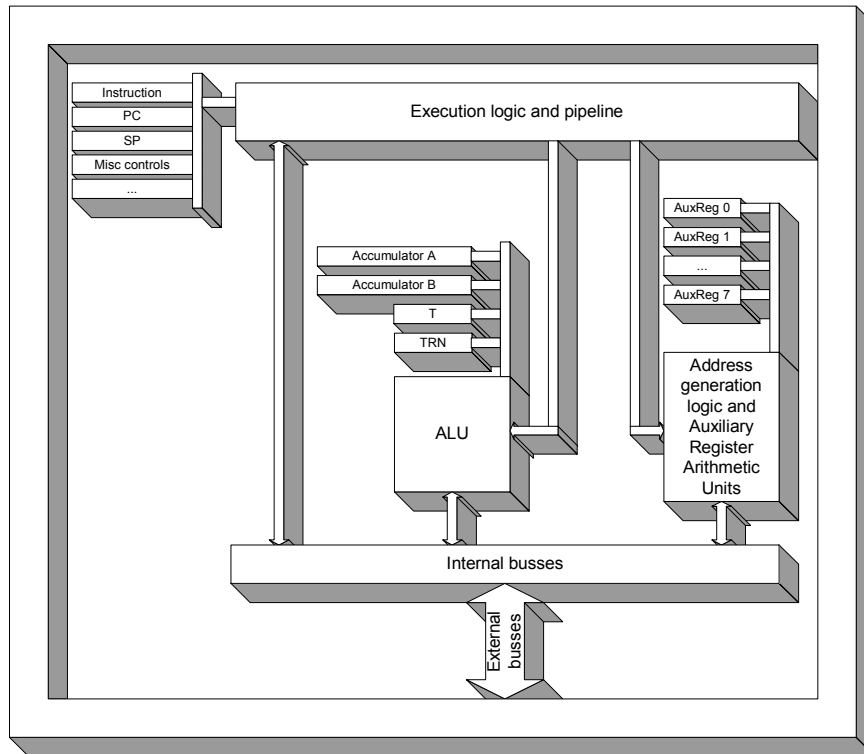 Instruction
PC
SP
Misc controls
...
Execution logic and pipeline
Accumulator A
Accumulator B
T
TRN
ALU
AuxReg 0
AuxReg 1
...
AuxReg 7
Address
generation
logic and
Auxiliary
Register
Arithmetic
Units
Internal busses
External
busses